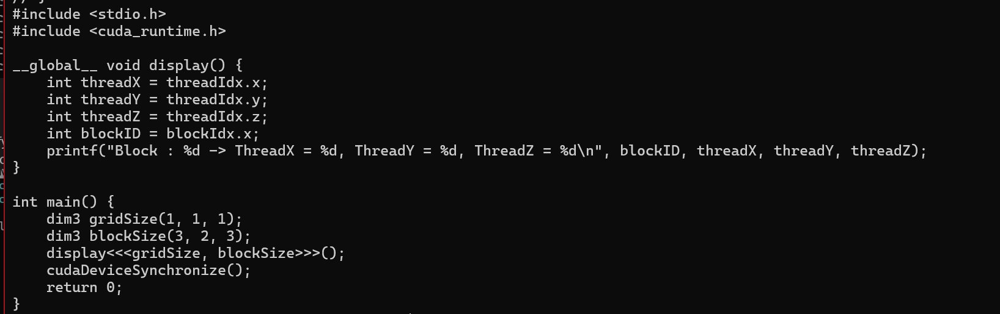 #include <stdio.h>
#include <cuda_runtime.h>
__global__ void display() {
    int threadX = threadIdx.x;
    int threadY = threadIdx.y;
    int threadZ = threadIdx.z;
    int blockID = blockIdx.x;
    printf("Block : %d -> ThreadX = %d, ThreadY = %d, ThreadZ = %d\n", blockID, threadX, threadY, threadZ);
}
int main() {
    dim3 gridSize(1, 1, 1);
    dim3 blockSize(3, 2, 3);
    display<<<gridSize, blockSize>>>();
    cudaDeviceSynchronize();
    return 0;
}